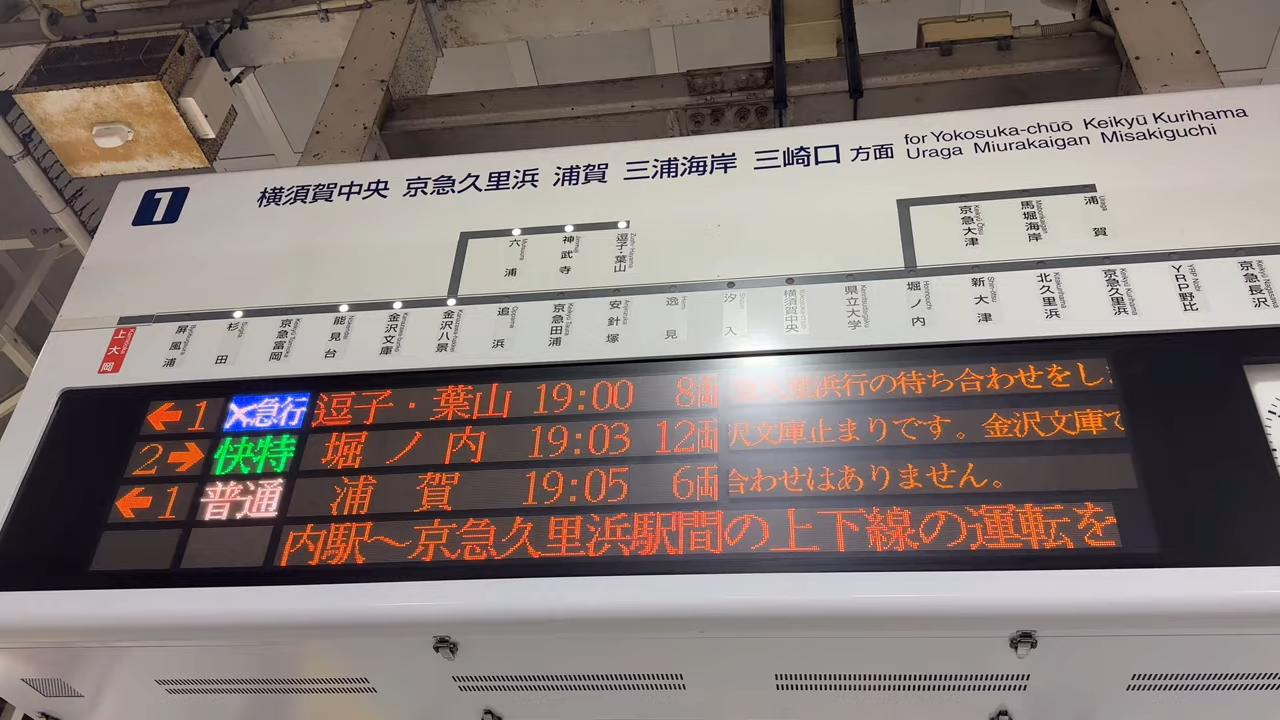 1
横須賀中央 京急久里浜 浦賀 三浦海岸 三崎口 方面
for Yokosuka-chūō Keikyū Kurihama
Uraga Miurakaigan Misakiguchi
六浦 神武寺 逗子・葉山
京急大津 馬堀海岸 浦賀
上大岡 屏風浦 杉田 京急富岡 能見台 金沢文庫 金沢八景 追浜 京急田浦 安針塚 逸見 汐入 横須賀中央 県立大学 堀ノ内 新大津 北久里浜 京急久里浜 YRP野比 京急長沢
←1 急行 逗子・葉山 19:00 8両 久里浜行の待ち合わせをし
2→ 快特 堀ノ内 19:03 12両 沢文庫止まりです。金沢文庫で
←1 普通 浦賀 19:05 6両 合わせはありません。
内駅～京急久里浜駅間の上下線の運転を